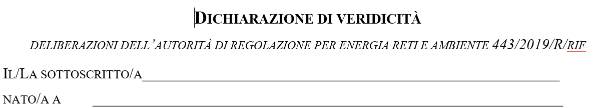 DICHIARAZIONE DI VERIDICITÀ
DELIBERAZIONI DELL'AUTORITÀ DI REGOLAZIONE PER ENERGIA RETI E AMBIENTE 443/2019/R/RIF
IL/LA SOTTOSCRITTO/A
NATO/A A